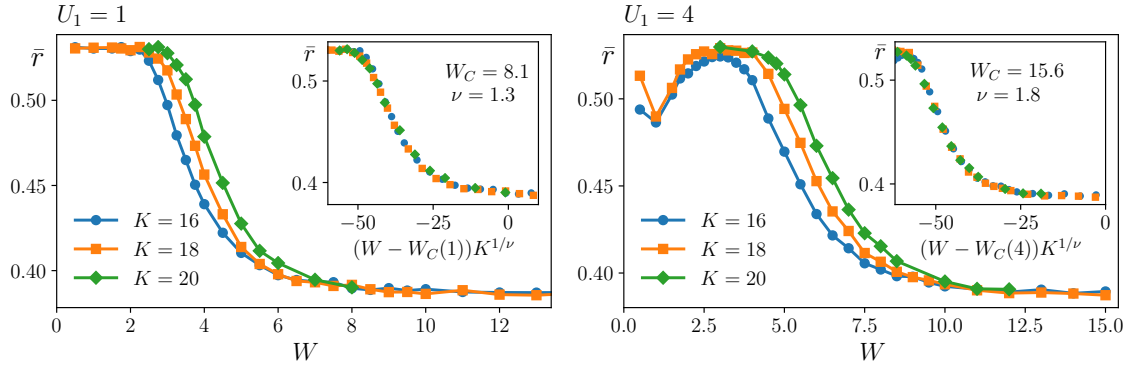 U₁ = 1
r̄
0.50
0.45
0.40
0 2 4 6 8 10 12
W
K = 16
K = 18
K = 20
r̄
0.5
0.4
W_C = 8.1
ν = 1.3
−50 −25 0
(W − W_C(1))K^{1/ν}
U₁ = 4
r̄
0.50
0.45
0.40
0.0 2.5 5.0 7.5 10.0 12.5 15.0
W
K = 16
K = 18
K = 20
r̄
0.5
0.4
W_C = 15.6
ν = 1.8
−50 −25 0
(W − W_C(4))K^{1/ν}